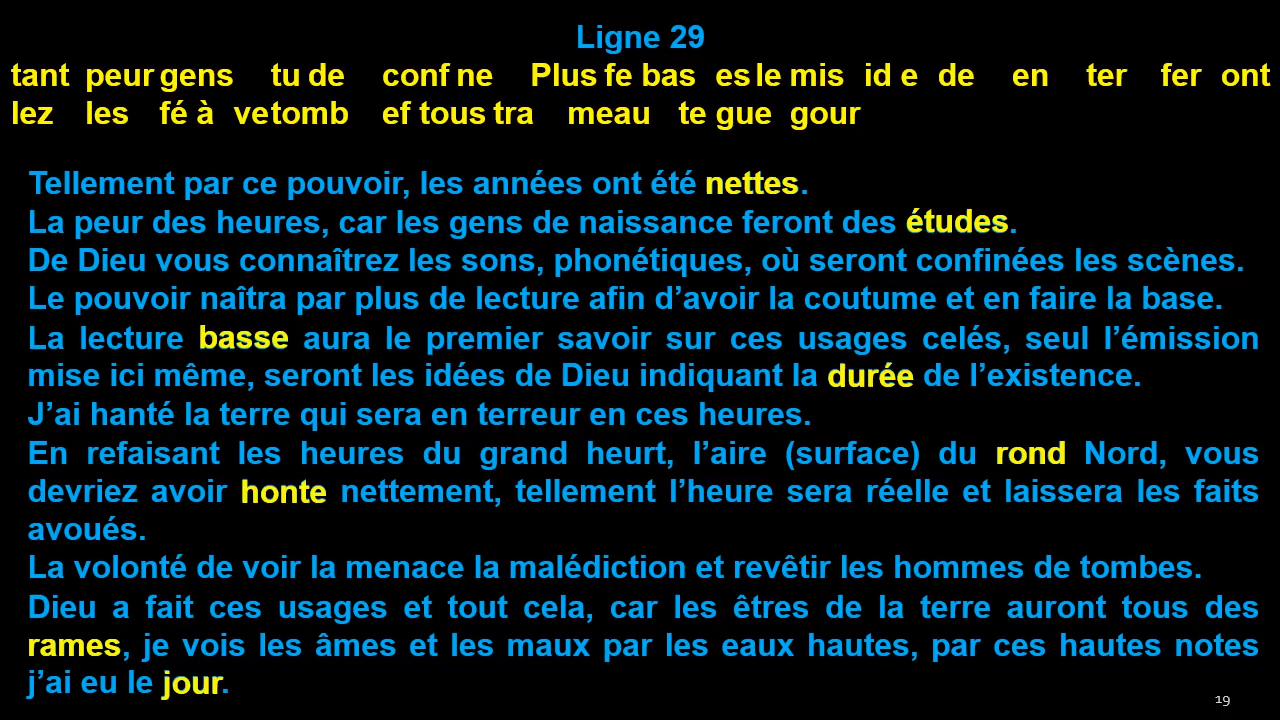 Ligne 29
tant peur gens tu de conf ne Plus fe bas es le mis id e de en ter fer ont
lez les fé à ve tomb ef tous tra meau te gue gour
Tellement par ce pouvoir, les années ont été nettes.
La peur des heures, car les gens de naissance feront des études.
De Dieu vous connaîtrez les sons, phonétiques, où seront confinées les scènes.
Le pouvoir naîtra par plus de lecture afin d’avoir la coutume et en faire la base.
La lecture basse aura le premier savoir sur ces usages celés, seul l’émission
mise ici même, seront les idées de Dieu indiquant la durée de l’existence.
J’ai hanté la terre qui sera en terreur en ces heures.
En refaisant les heures du grand heurt, l’aire (surface) du rond Nord, vous
devriez avoir honte nettement, tellement l’heure sera réelle et laissera les faits
avoués.
La volonté de voir la menace la malédiction et revêtir les hommes de tombes.
Dieu a fait ces usages et tout cela, car les êtres de la terre auront tous des
rames, je vois les âmes et les maux par les eaux hautes, par ces hautes notes
j’ai eu le jour.
19